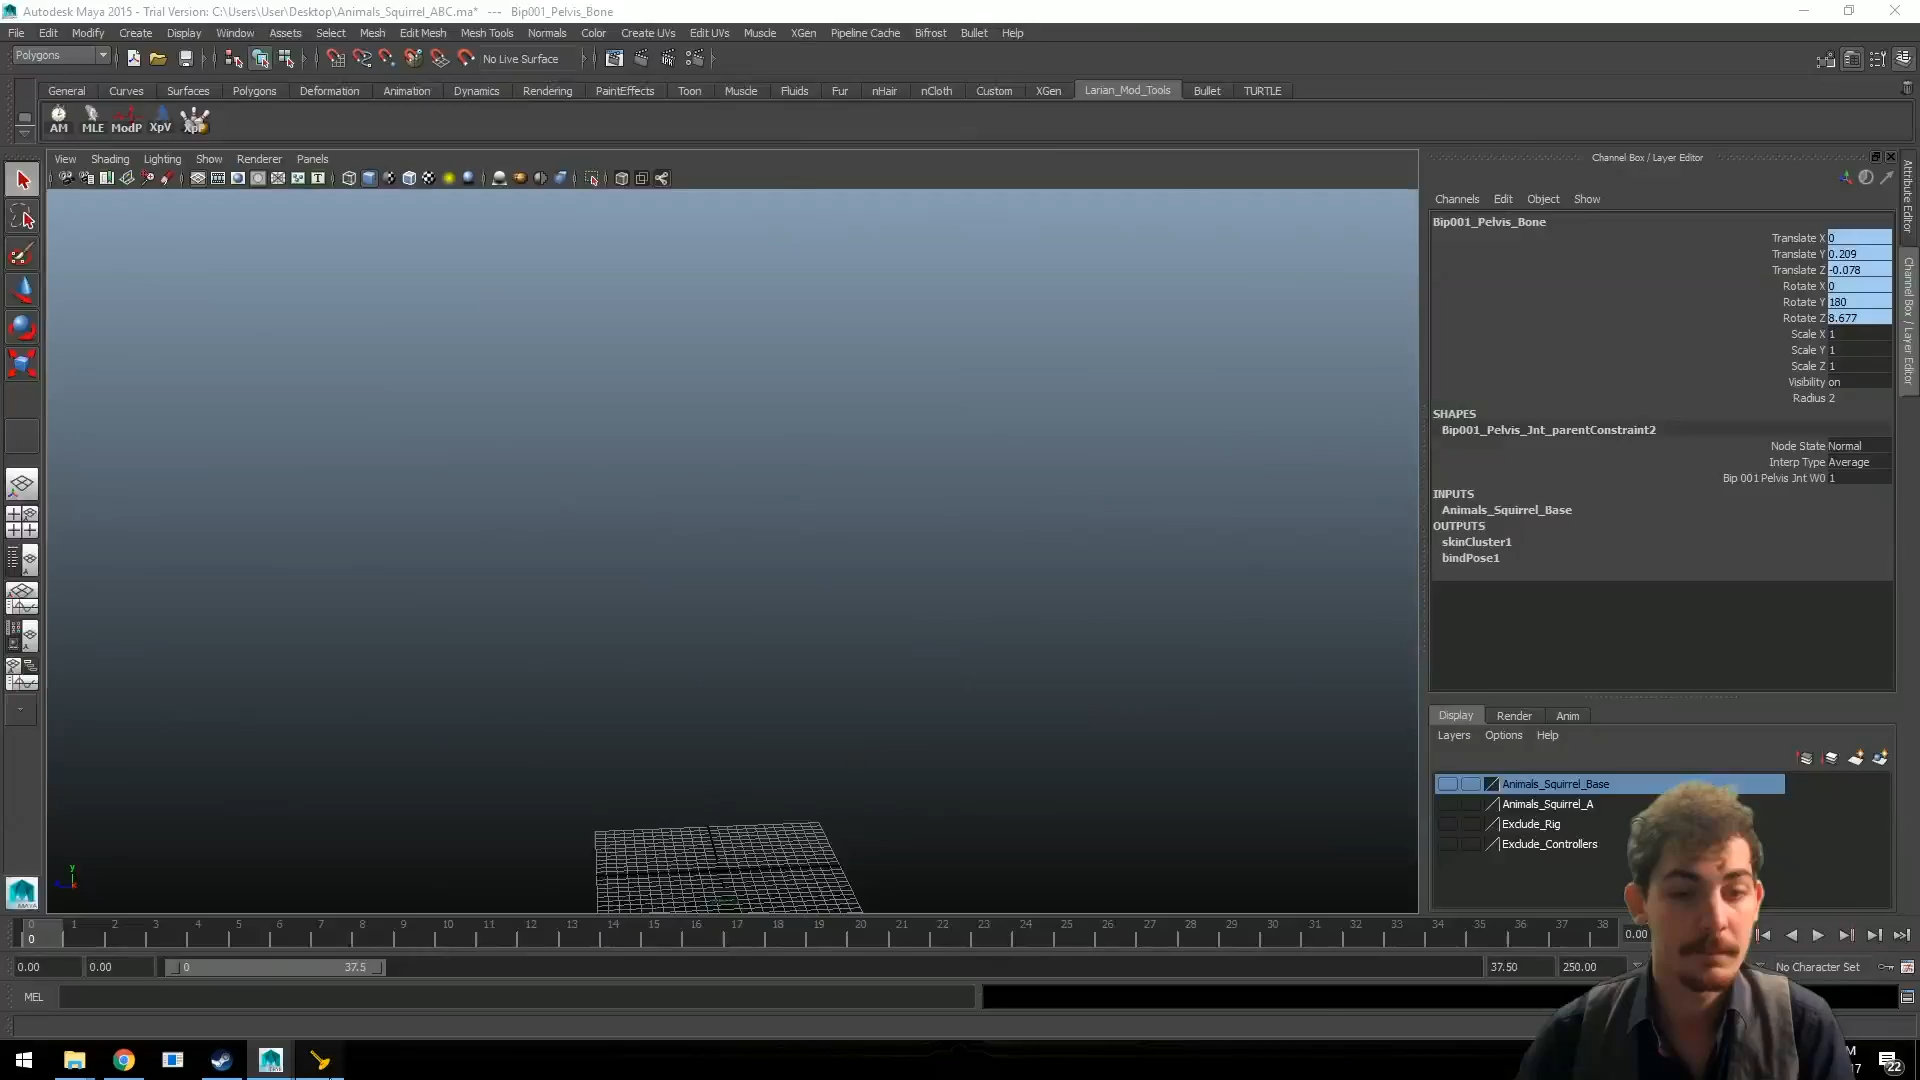 Autodesk Maya 2015 - Trial Version: C:\Users\User\Desktop\Animals_Squirrel_ABC.ma* --- Bip001_Pelvis_Bone
File Edit Modify Create Display Window Assets Select Mesh Edit Mesh Mesh Tools Normals Color Create UVs Edit UVs Muscle XGen Pipeline Cache Bifrost Bullet Help
Polygons No Live Surface
General Curves Surfaces Polygons Deformation Animation Dynamics Rendering PaintEffects Toon Muscle Fluids Fur nHair nCloth Custom XGen Larian_Mod_Tools Bullet TURTLE
AM MLE ModP XpV XpP
View Shading Lighting Show Renderer Panels
Channel Box / Layer Editor
Channels Edit Object Show
Bip001_Pelvis_Bone
Translate X 0
Translate Y 0.209
Translate Z -0.078
Rotate X 0
Rotate Y 180
Rotate Z 8.677
Scale X 1
Scale Y 1
Scale Z 1
Visibility on
Radius 2
SHAPES
Bip001_Pelvis_Jnt_parentConstraint2
Node State Normal
Interp Type Average
Bip 001 Pelvis Jnt W0 1
INPUTS
Animals_Squirrel_Base
OUTPUTS
skinCluster1
bindPose1
Attribute Editor
Channel Box / Layer Editor
Display Render Anim
Layers Options Help
Animals_Squirrel_Base
Animals_Squirrel_A
Exclude_Rig
Exclude_Controllers
y
0 1 2 3 4 5 6 7 8 9 10 11 12 13 14 15 16 17 18 19 20 21 22 23 24 25 26 27 28 29 30 31 32 33 34 35 36 37 38
0 0.00
0.00 0.00 0 37.5 37.50 250.00 No Character Set
MEL
M
17 22